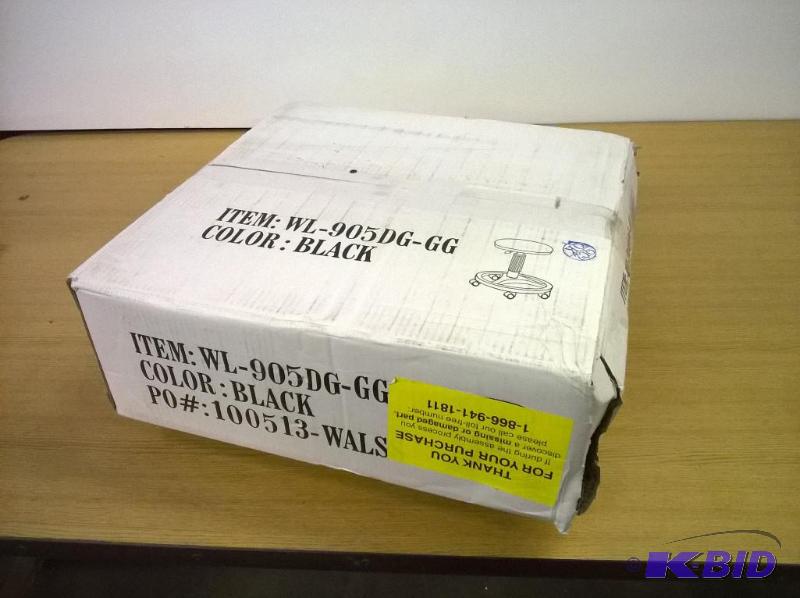 ITEM: WL-905DG-GG
COLOR: BLACK
ITEM: WL-905DG-GG
COLOR: BLACK
PO#: 100513-WALS
THANK YOU
FOR YOUR PURCHASE
If during the assembly process you
discover a missing or damaged part,
please call our toll-free number:
1-866-941-1811
K-BID